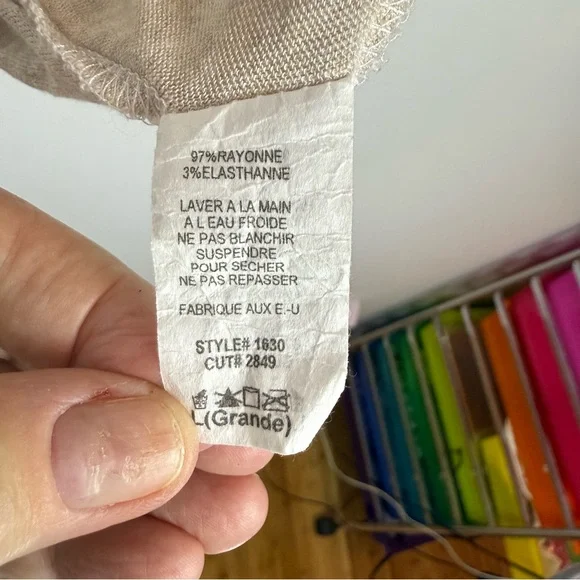 97%RAYONNE
3%ELASTHANNE
LAVER A LA MAIN
A L EAU FROIDE
NE PAS BLANCHIR
SUSPENDRE
POUR SECHER
NE PAS REPASSER
FABRIQUE AUX E.-U
STYLE# 1630
CUT# 2849
L(Grande)